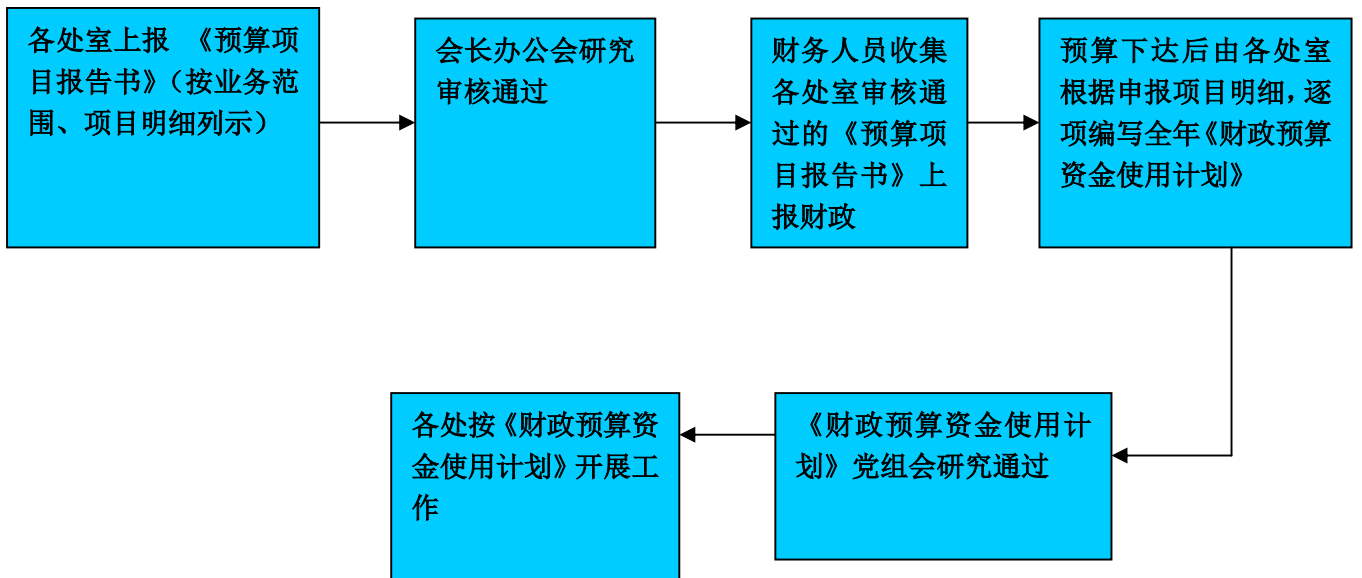 各处室上报 《预算项
目报告书》（按业务范
围、项目明细列示）
会长办公会研究
审核通过
财务人员收集
各处室审核通
过的《预算项
目报告书》上
报财政
预算下达后由各处室
根据申报项目明细，逐
项编写全年《财政预算
资金使用计划》
《财政预算资金使用计
划》党组会研究通过
各处按《财政预算资
金使用计划》开展工
作